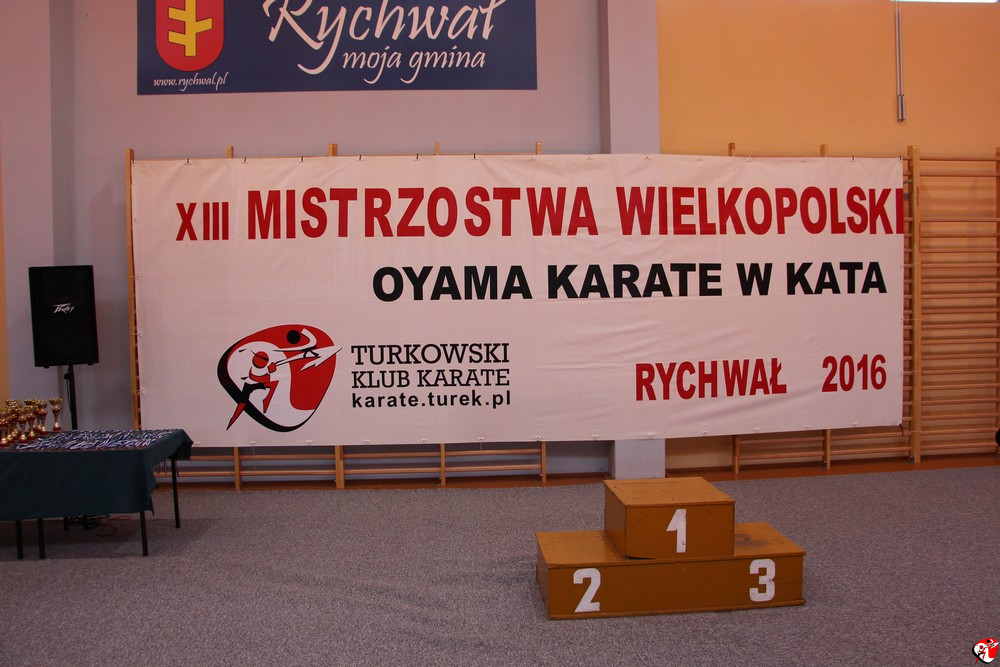 Rychwał
moja gmina
www.rychwal.pl
XIII MISTRZOSTWA WIELKOPOLSKI
OYAMA KARATE W KATA
PEAVEY
TURKOWSKI
KLUB KARATE
karate.turek.pl
RYCHWAŁ 2016
1
2
3